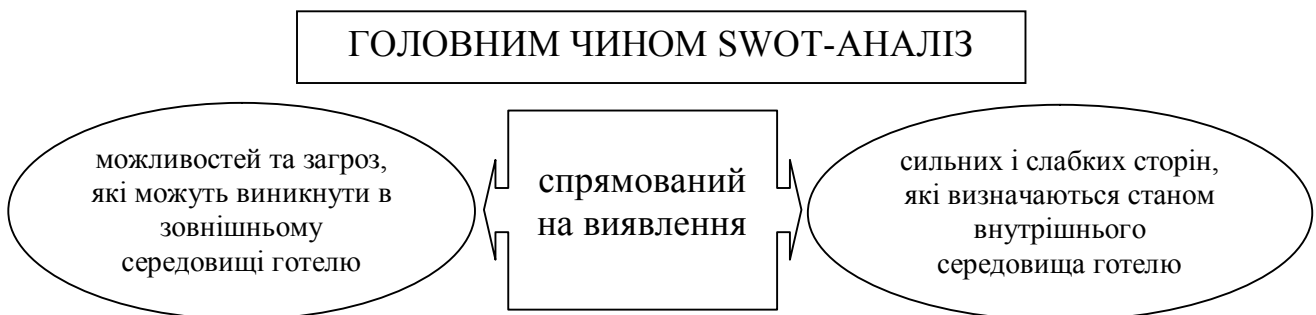 ГОЛОВНИМ ЧИНОМ SWOT-АНАЛІЗ
можливостей та загроз,
які можуть виникнути в
зовнішньому
середовищі готелю
спрямований
на виявлення
сильних і слабких сторін,
які визначаються станом
внутрішнього
середовища готелю